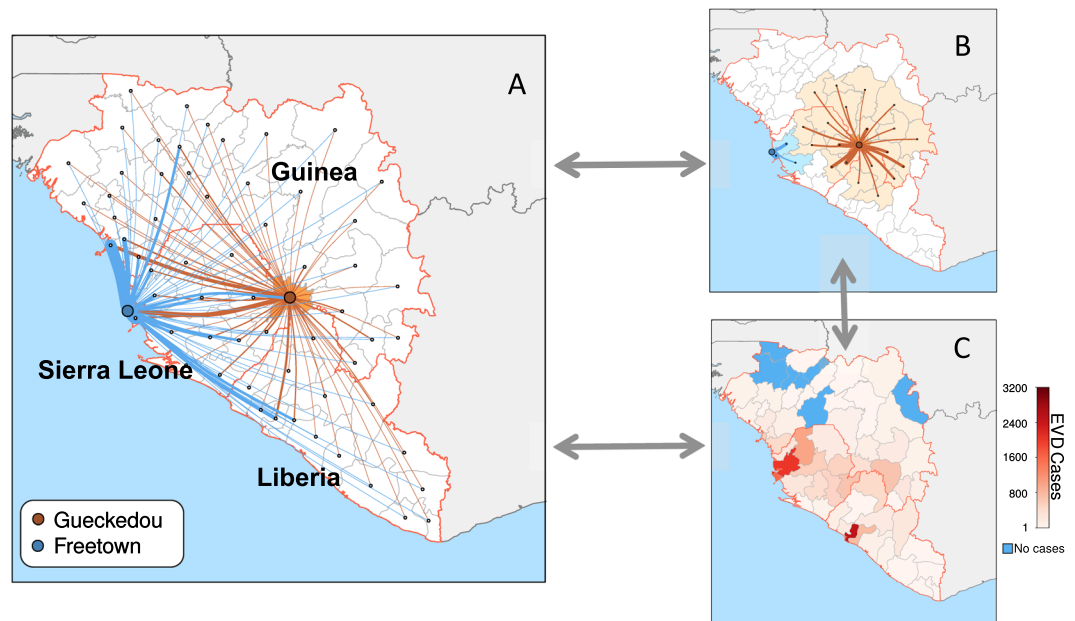 A
Guinea
Sierra Leone
Liberia
Gueckedou
Freetown
B
C
3200
2400
1600
800
1
EVD Cases
No cases